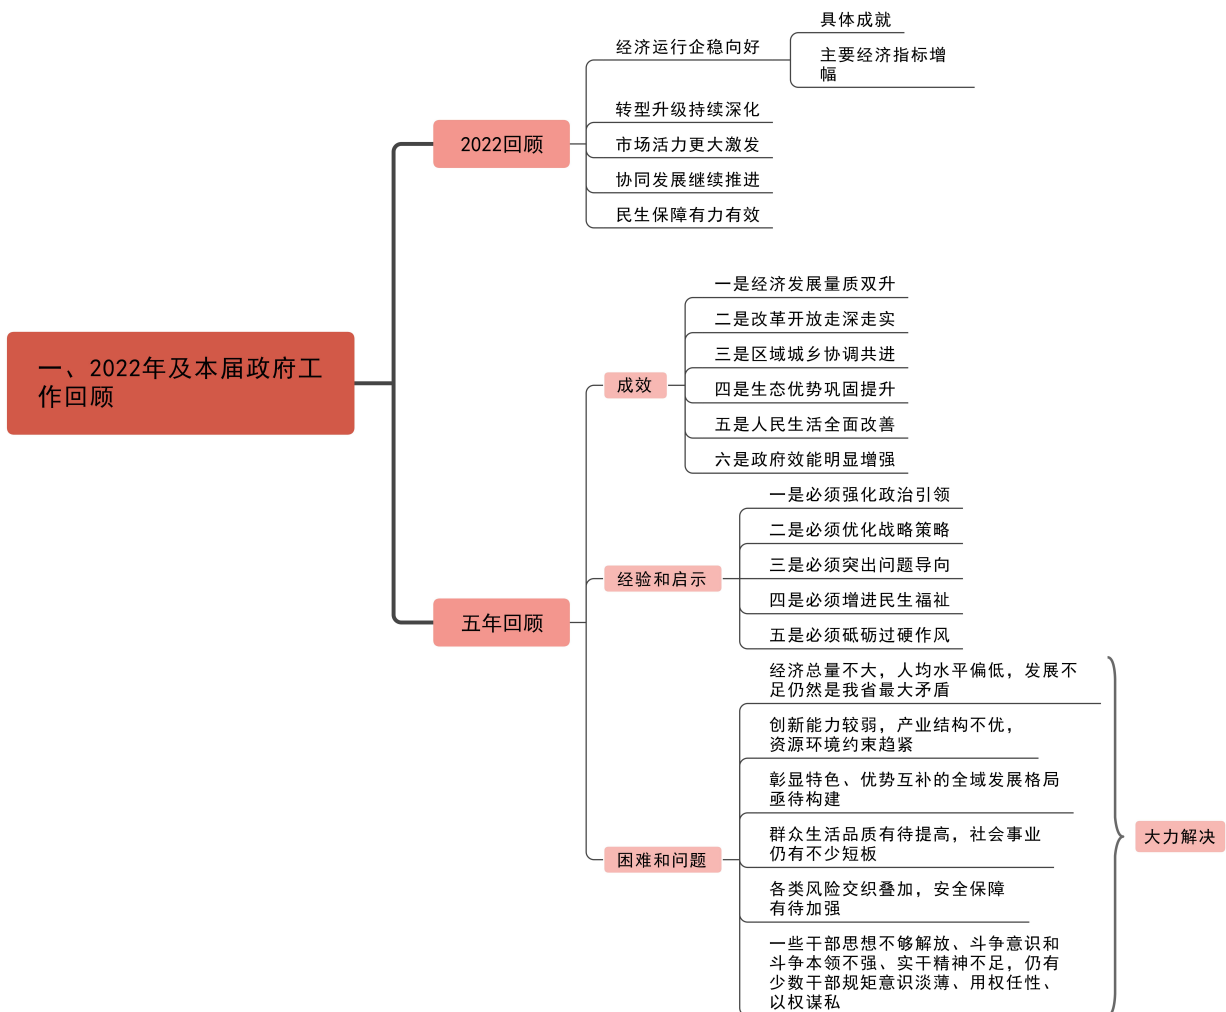 一、2022年及本届政府工
作回顾
2022回顾
经济运行企稳向好
具体成就
主要经济指标增
幅
转型升级持续深化
市场活力更大激发
协同发展继续推进
民生保障有力有效
五年回顾
成效
一是经济发展量质双升
二是改革开放走深走实
三是区域城乡协调共进
四是生态优势巩固提升
五是人民生活全面改善
六是政府效能明显增强
经验和启示
一是必须强化政治引领
二是必须优化战略策略
三是必须突出问题导向
四是必须增进民生福祉
五是必须砥砺过硬作风
困难和问题
经济总量不大，人均水平偏低，发展不
足仍然是我省最大矛盾
创新能力较弱，产业结构不优，
资源环境约束趋紧
彰显特色、优势互补的全域发展格局
亟待构建
群众生活品质有待提高，社会事业
仍有不少短板
各类风险交织叠加，安全保障
有待加强
一些干部思想不够解放、斗争意识和
斗争本领不强、实干精神不足，仍有
少数干部规矩意识淡薄、用权任性、
以权谋私
大力解决